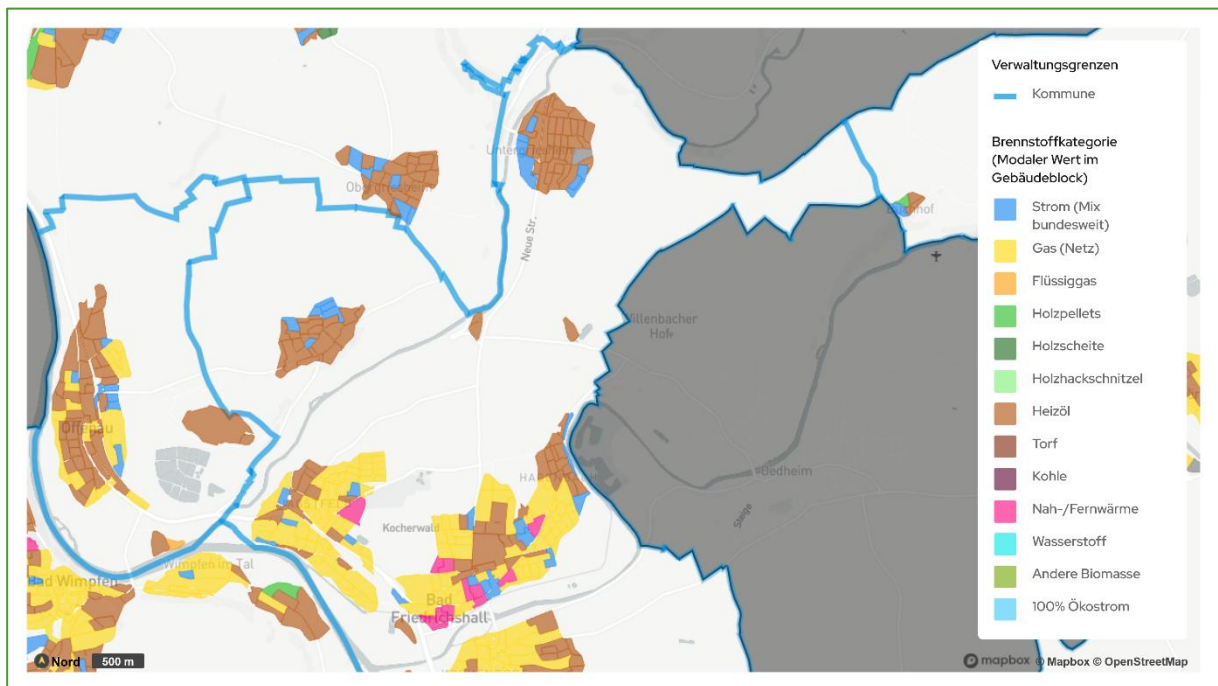 Verwaltungsgrenzen
Kommune
Brennstoffkategorie
(Modaler Wert im
Gebäudeblock)
Strom (Mix
bundesweit)
Gas (Netz)
Flüssiggas
Holzpellets
Holzscheite
Holzhackschnitzel
Heizöl
Torf
Kohle
Nah-/Fernwärme
Wasserstoff
Andere Biomasse
100% Ökostrom
Neue Str.
Willenbacher
Hof
Offenau
Oedheim
Steige
Kocherwald
Wimpfen im Tal
Bad Wimpfen
Bad
Friedrichshall
Nord
500 m
mapbox © Mapbox © OpenStreetMap